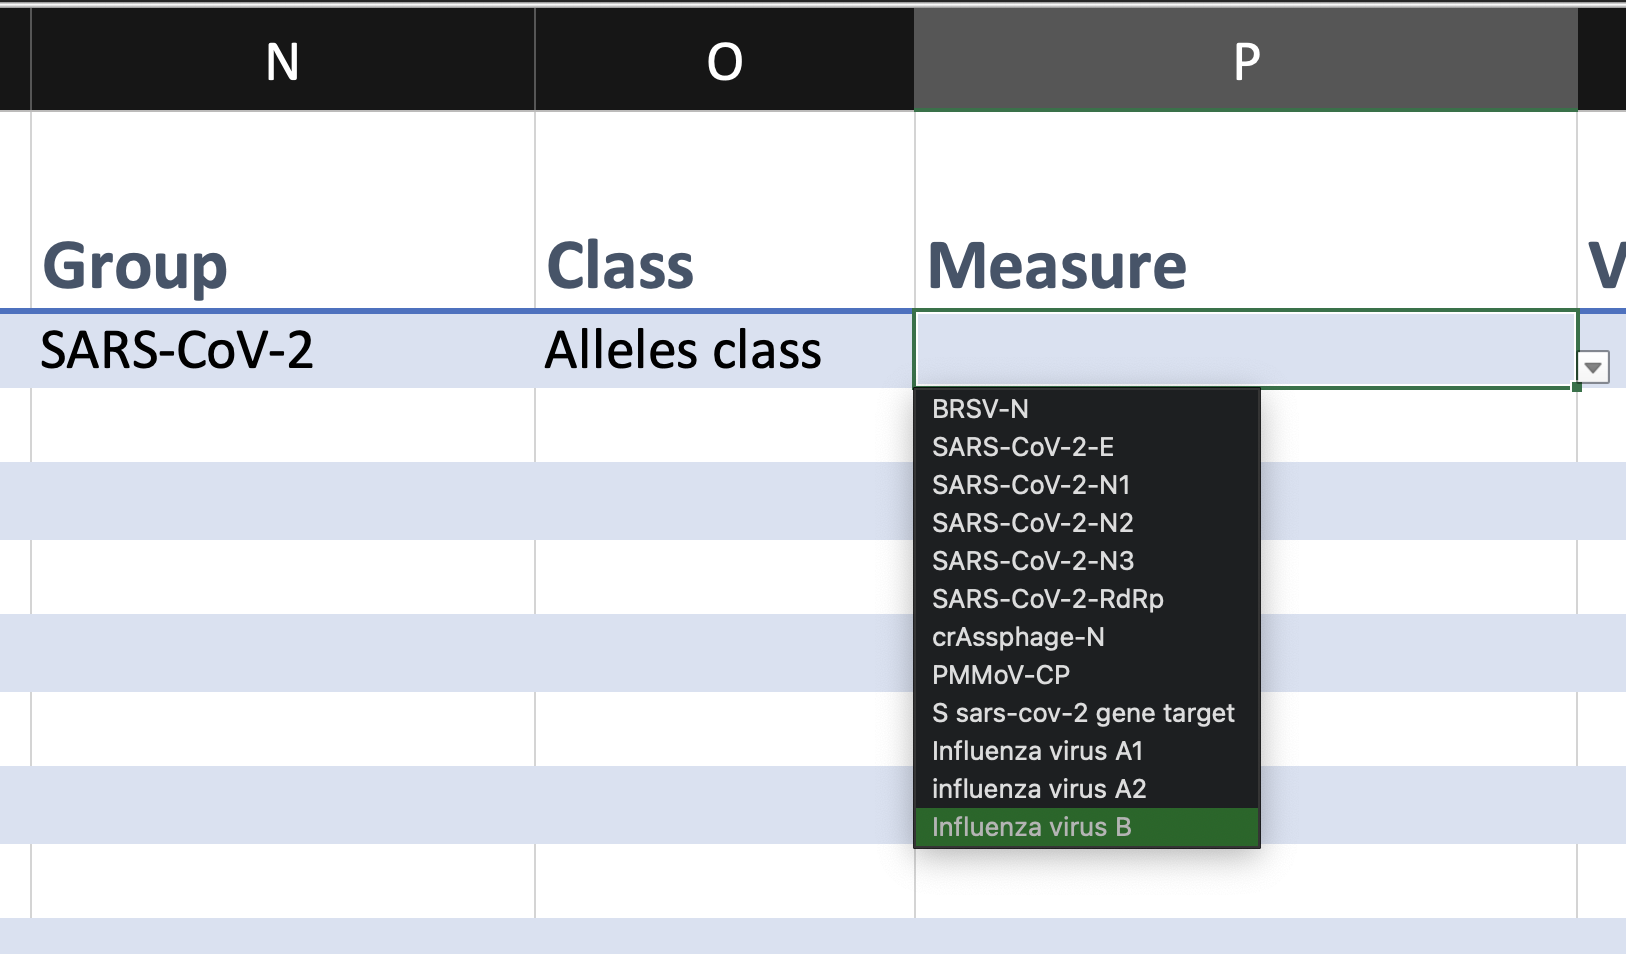 N O P
Group Class Measure V
SARS-CoV-2 Alleles class
BRSV-N
SARS-CoV-2-E
SARS-CoV-2-N1
SARS-CoV-2-N2
SARS-CoV-2-N3
SARS-CoV-2-RdRp
crAssphage-N
PMMoV-CP
S sars-cov-2 gene target
Influenza virus A1
influenza virus A2
Influenza virus B